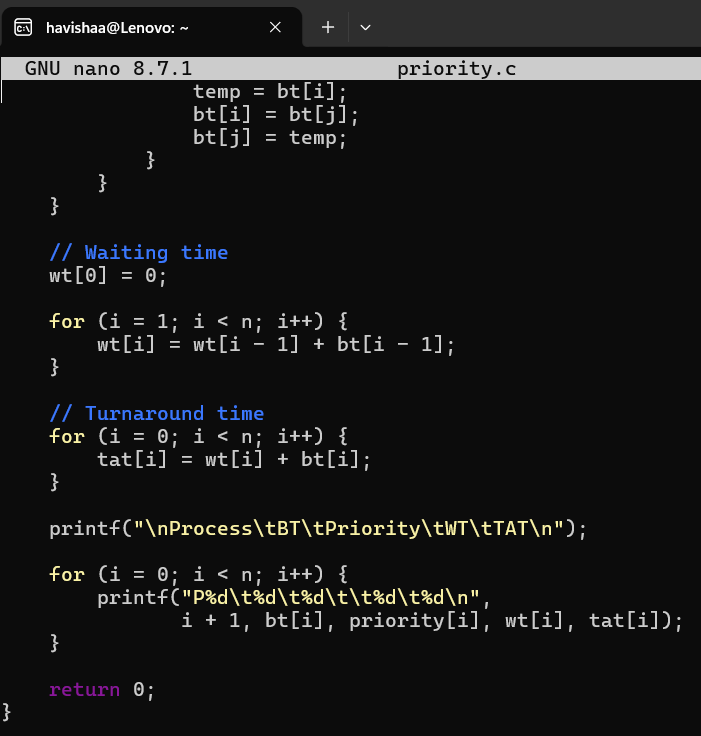 havishaa@Lenovo: ~
GNU nano 8.7.1 priority.c
                temp = bt[i];
                bt[i] = bt[j];
                bt[j] = temp;
            }
        }
    }

    // Waiting time
    wt[0] = 0;

    for (i = 1; i < n; i++) {
        wt[i] = wt[i - 1] + bt[i - 1];
    }

    // Turnaround time
    for (i = 0; i < n; i++) {
        tat[i] = wt[i] + bt[i];
    }

    printf("\nProcess\tBT\tPriority\tWT\tTAT\n");

    for (i = 0; i < n; i++) {
        printf("P%d\t%d\t%d\t\t%d\t%d\n",
               i + 1, bt[i], priority[i], wt[i], tat[i]);
    }

    return 0;
}